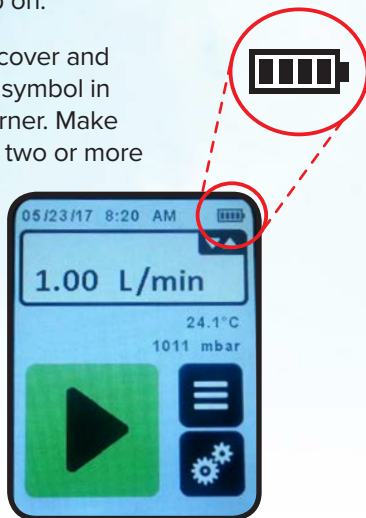 o on.
cover and
symbol in
rner. Make
two or more
05/23/17 8:20 AM
1.00 L/min
24.1°C
1011 mbar